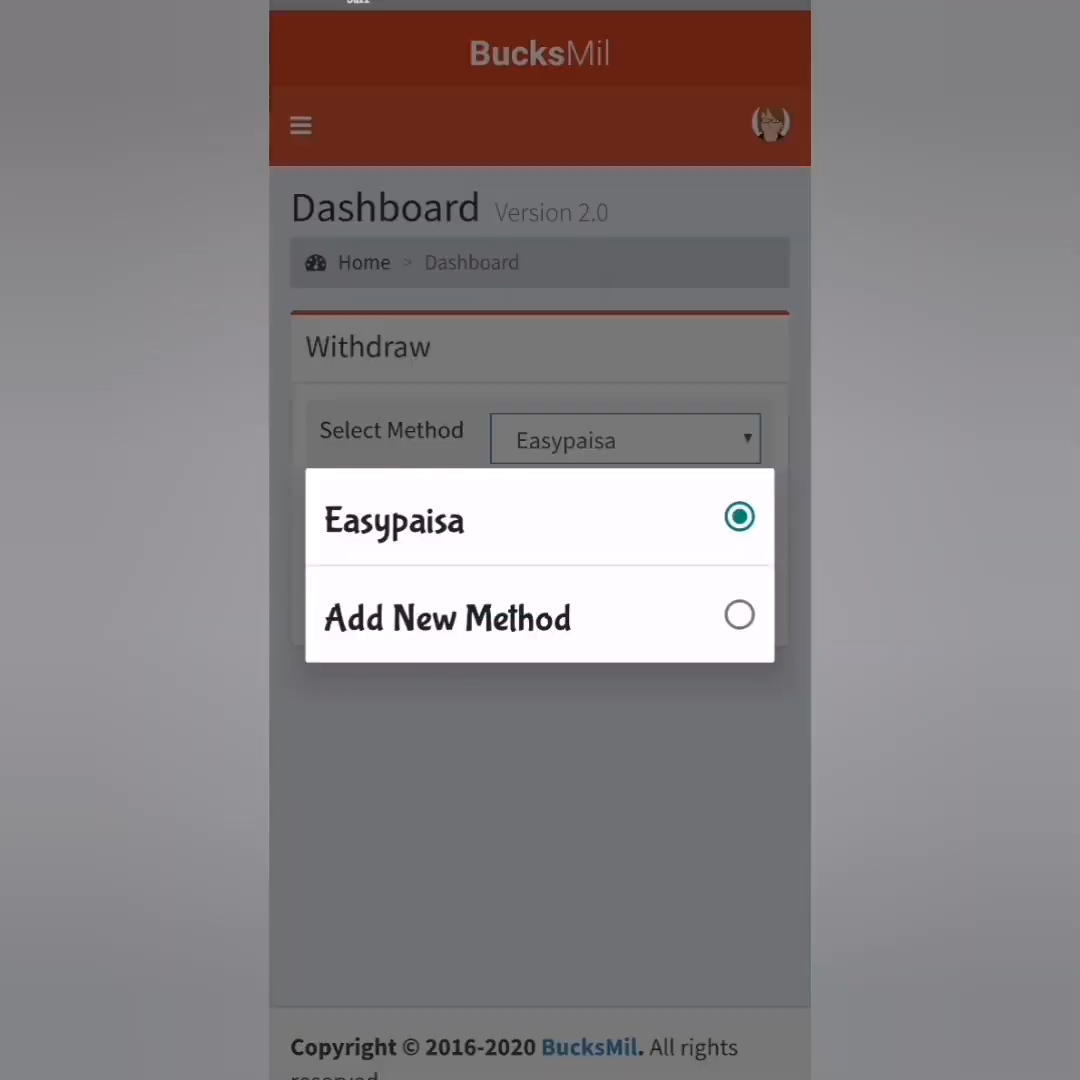 BucksMil
Dashboard Version 2.0
Home > Dashboard
Withdraw
Select Method Easypaisa
Easypaisa
Add New Method
Copyright © 2016-2020 BucksMil. All rights
reserved